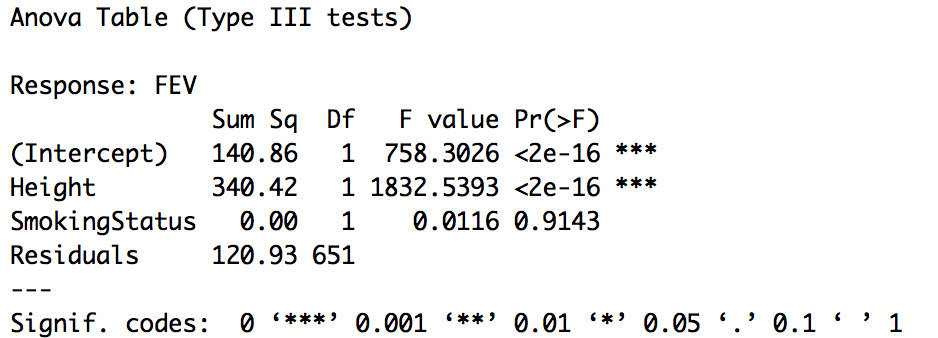 Anova Table (Type III tests)
Response: FEV
Sum Sq Df F value Pr(>F)
(Intercept) 140.86 1 758.3026 <2e-16 ***
Height 340.42 1 1832.5393 <2e-16 ***
SmokingStatus 0.00 1 0.0116 0.9143
Residuals 120.93 651
---
Signif. codes: 0 ‘***’ 0.001 ‘**’ 0.01 ‘*’ 0.05 ‘.’ 0.1 ‘ ’ 1